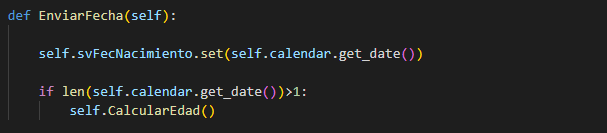 def EnviarFecha(self):
self.svFecNacimiento.set(self.calendar.get_date())
if len(self.calendar.get_date())>1:
self.CalcularEdad()